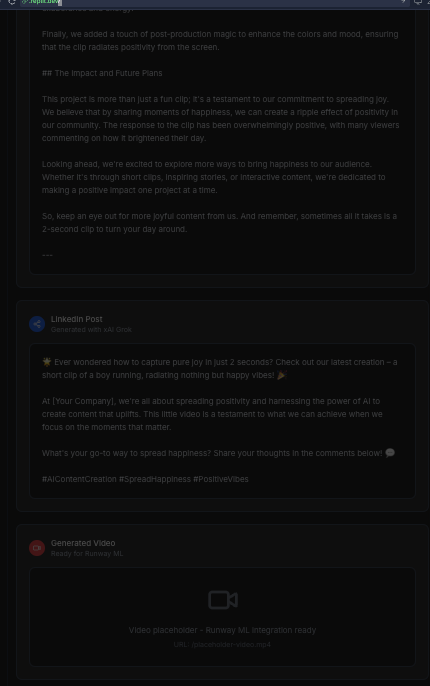 Finally, we added a touch of post-production magic to enhance the colors and mood, ensuring
that the clip radiates positivity from the screen.
## The Impact and Future Plans
This project is more than just a fun clip; it's a testament to our commitment to spreading joy.
We believe that by sharing moments of happiness, we can create a ripple effect of positivity in
our community. The response to the clip has been overwhelmingly positive, with many viewers
commenting on how it brightened their day.
Looking ahead, we're excited to explore more ways to bring happiness to our audience.
Whether it's through short clips, inspiring stories, or interactive content, we're dedicated to
making a positive impact one project at a time.
So, keep an eye out for more joyful content from us. And remember, sometimes all it takes is a
2-second clip to turn your day around.
---
LinkedIn Post
Generated with xAI Grok
🌟 Ever wondered how to capture pure joy in just 2 seconds? Check out our latest creation – a
short clip of a boy running, radiating nothing but happy vibes! 🎉
At [Your Company], we're all about spreading positivity and harnessing the power of AI to
create content that uplifts. This little video is a testament to what we can achieve when we
focus on the moments that matter.
What's your go-to way to spread happiness? Share your thoughts in the comments below! 💬
#AIContentCreation #SpreadHappiness #PositiveVibes
Generated Video
Ready for Runway ML
Video placeholder - Runway ML integration ready
URL: /placeholder-video.mp4